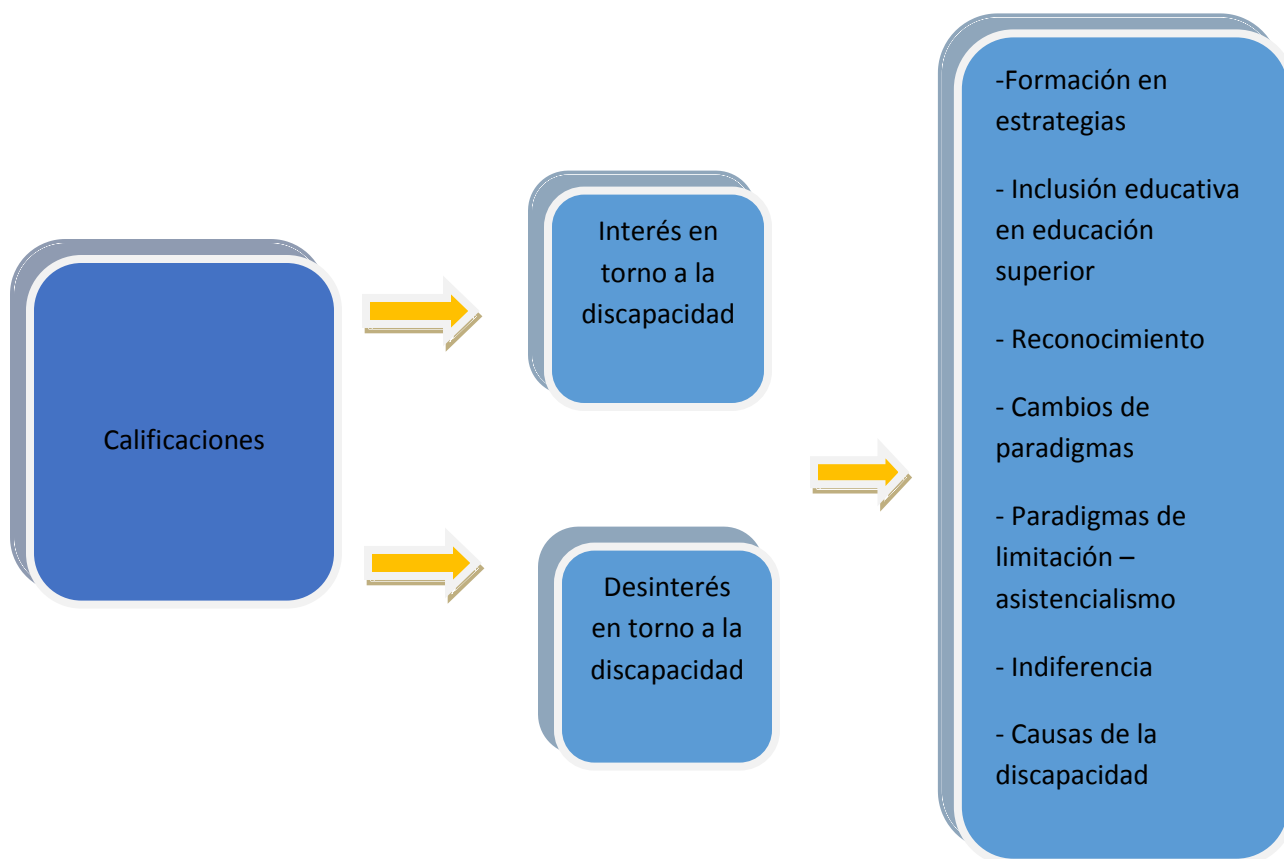 Calificaciones
Interés en
torno a la
discapacidad
Desinterés
en torno a la
discapacidad
-Formación en
estrategias
- Inclusión educativa
en educación
superior
- Reconocimiento
- Cambios de
paradigmas
- Paradigmas de
limitación –
asistencialismo
- Indiferencia
- Causas de la
discapacidad